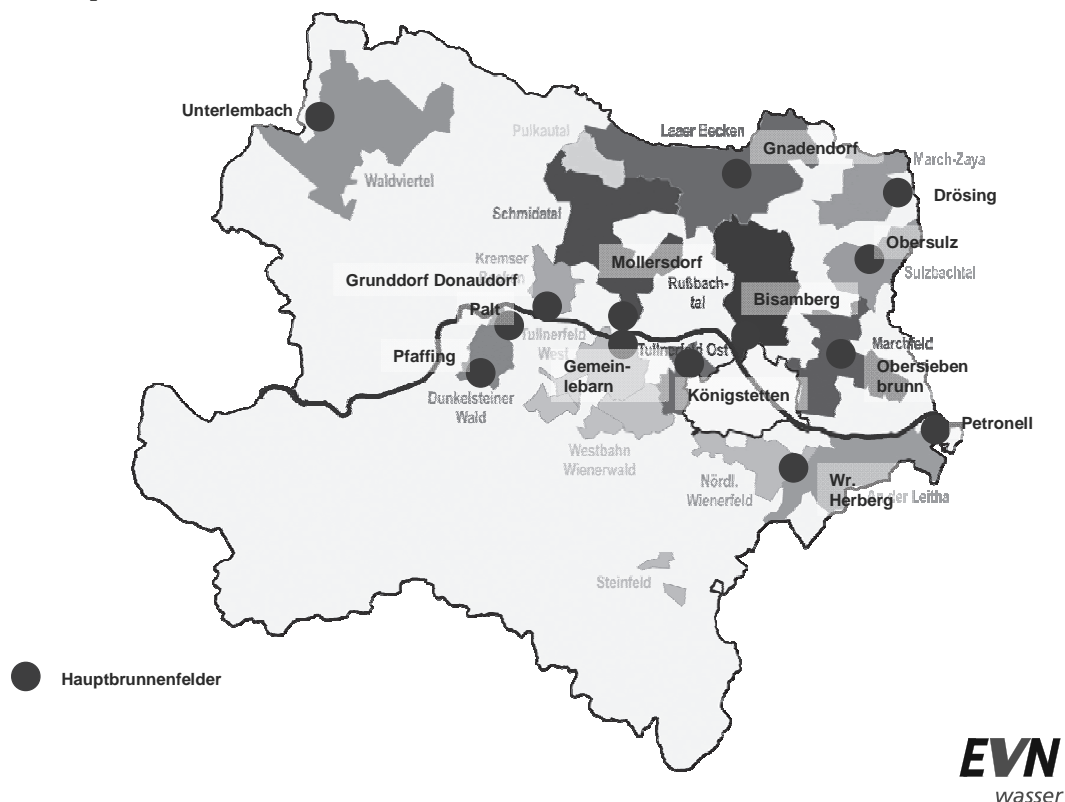 Unterlembach
Waldviertel
Pulkautal
Laaer Becken
Gnadendorf
March-Zaya
Drösing
Schmidatal
Obersulz
Sulzbachtal
Kremser
Mollersdorf
Grunddorf Donaudorf
Rußbach-
tal
Bisamberg
Palt
Tullnerfeld
West
Tullnerfeld Ost
Marchfeld
Pfaffing
Gemein-
lebarn
Obersieben
brunn
Königstetten
Dunkelsteiner
Wald
Petronell
Westbahn
Wienerwald
Nördl.
Wienerfeld
Wr.
Herberg
An der Leitha
Steinfeld
Hauptbrunnenfelder
EVN
wasser